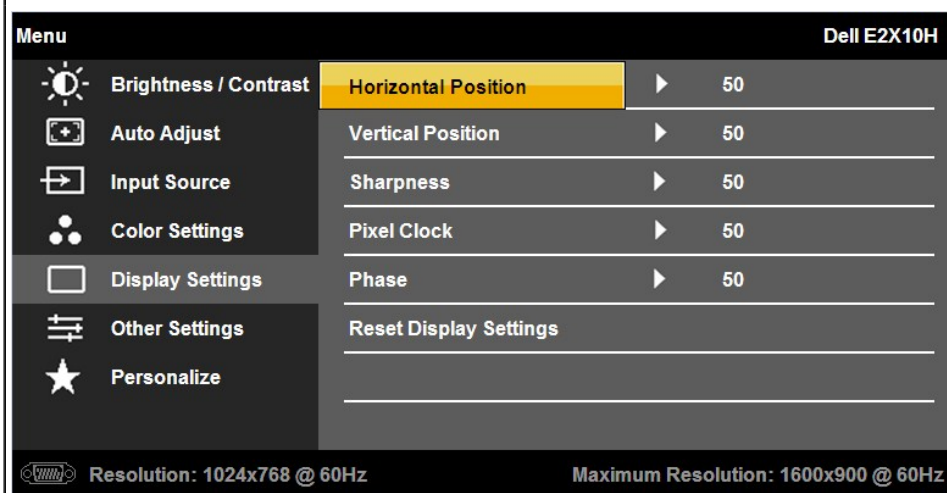 Menu Dell E2X10H
Brightness / Contrast Horizontal Position 50
Auto Adjust Vertical Position 50
Input Source Sharpness 50
Color Settings Pixel Clock 50
Display Settings Phase 50
Other Settings Reset Display Settings
Personalize
Resolution: 1024x768 @ 60Hz Maximum Resolution: 1600x900 @ 60Hz